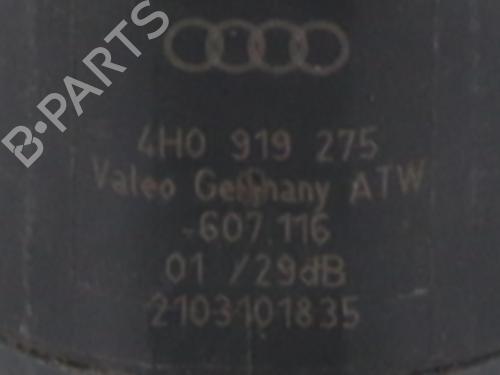 B-PARTS
4H0 919 275
Valeo Germany ATW
-607.116
01 /29dB
2103101835